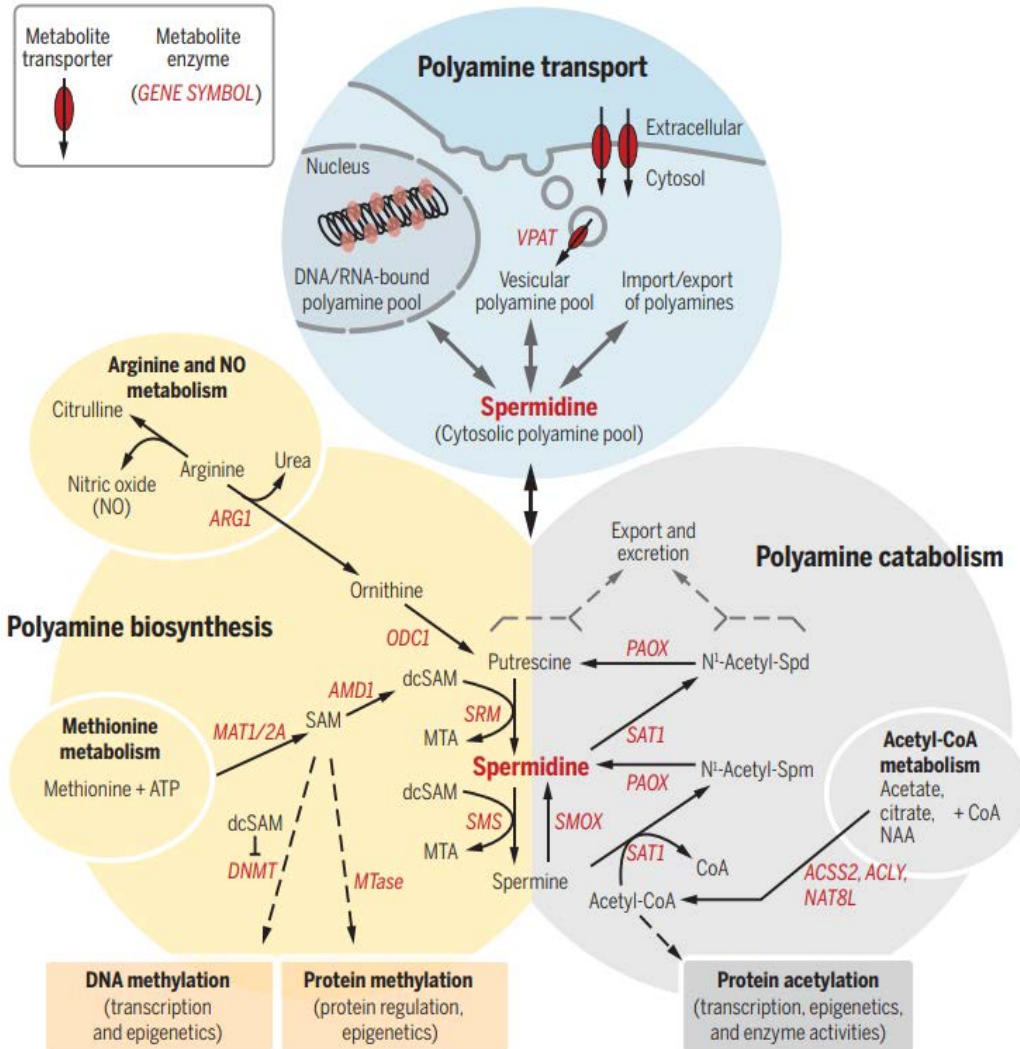 Metabolite
transporter
Metabolite
enzyme
(GENE SYMBOL)
Polyamine transport
Extracellular
Cytosol
Nucleus
VPAT
DNA/RNA-bound
polyamine pool
Vesicular
polyamine pool
Import/export
of polyamines
Spermidine
(Cytosolic polyamine pool)
Arginine and NO
metabolism
Citrulline
Arginine
Urea
Nitric oxide
(NO)
ARG1
Ornithine
ODC1
Polyamine biosynthesis
Export and
excretion
Polyamine catabolism
Putrescine
PAOX
N¹-Acetyl-Spd
dcSAM
AMD1
SAM
SRM
MTA
SAT1
MAT1/2A
Methionine
metabolism
Methionine + ATP
Spermidine
PAOX
N¹-Acetyl-Spm
dcSAM
SMS
MTA
SMOX
SAT1
CoA
Spermine
Acetyl-CoA
Acetyl-CoA
metabolism
Acetate,
citrate, + CoA
NAA
ACSS2, ACLY,
NAT8L
dcSAM
DNMT
MTase
DNA methylation
(transcription
and epigenetics)
Protein methylation
(protein regulation,
epigenetics)
Protein acetylation
(transcription, epigenetics,
and enzyme activities)